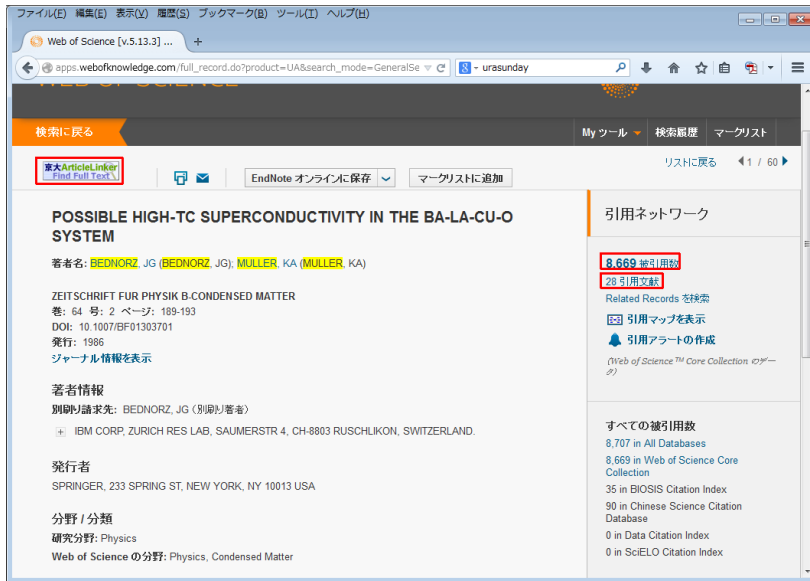 ファイル(F) 編集(E) 表示(V) 履歴(S) ブックマーク(B) ツール(T) ヘルプ(H)
Web of Science [v.5.13.3] ...
apps.webofknowledge.com/full_record.do?product=UA&search_mode=GeneralSe
urasunday
検索に戻る
My ツール 検索履歴 マークリスト
京大ArticleLinker
Find Full Text
EndNote オンラインに保存
マークリストに追加
リストに戻る
1 / 60
POSSIBLE HIGH-TC SUPERCONDUCTIVITY IN THE BA-LA-CU-O
SYSTEM
著者名: BEDNORZ, JG (BEDNORZ, JG); MULLER, KA (MULLER, KA)
ZEITSCHRIFT FUR PHYSIK B-CONDENSED MATTER
巻: 64 号: 2 ページ: 189-193
DOI: 10.1007/BF01303701
発行: 1986
ジャーナル情報を表示
著者情報
別刷り請求先: BEDNORZ, JG (別刷り著者)
IBM CORP, ZURICH RES LAB, SAUMERSTR 4, CH-8803 RUSCHLIKON, SWITZERLAND.
発行者
SPRINGER, 233 SPRING ST, NEW YORK, NY 10013 USA
分野 / 分類
研究分野: Physics
Web of Science の分野: Physics, Condensed Matter
引用ネットワーク
8,669 被引用数
28 引用文献
Related Records を検索
引用マップを表示
引用アラートの作成
(Web of Science ™ Core Collection のデー
タ)
すべての被引用数
8,707 in All Databases
8,669 in Web of Science Core
Collection
35 in BIOSIS Citation Index
90 in Chinese Science Citation
Database
0 in Data Citation Index
0 in SciELO Citation Index